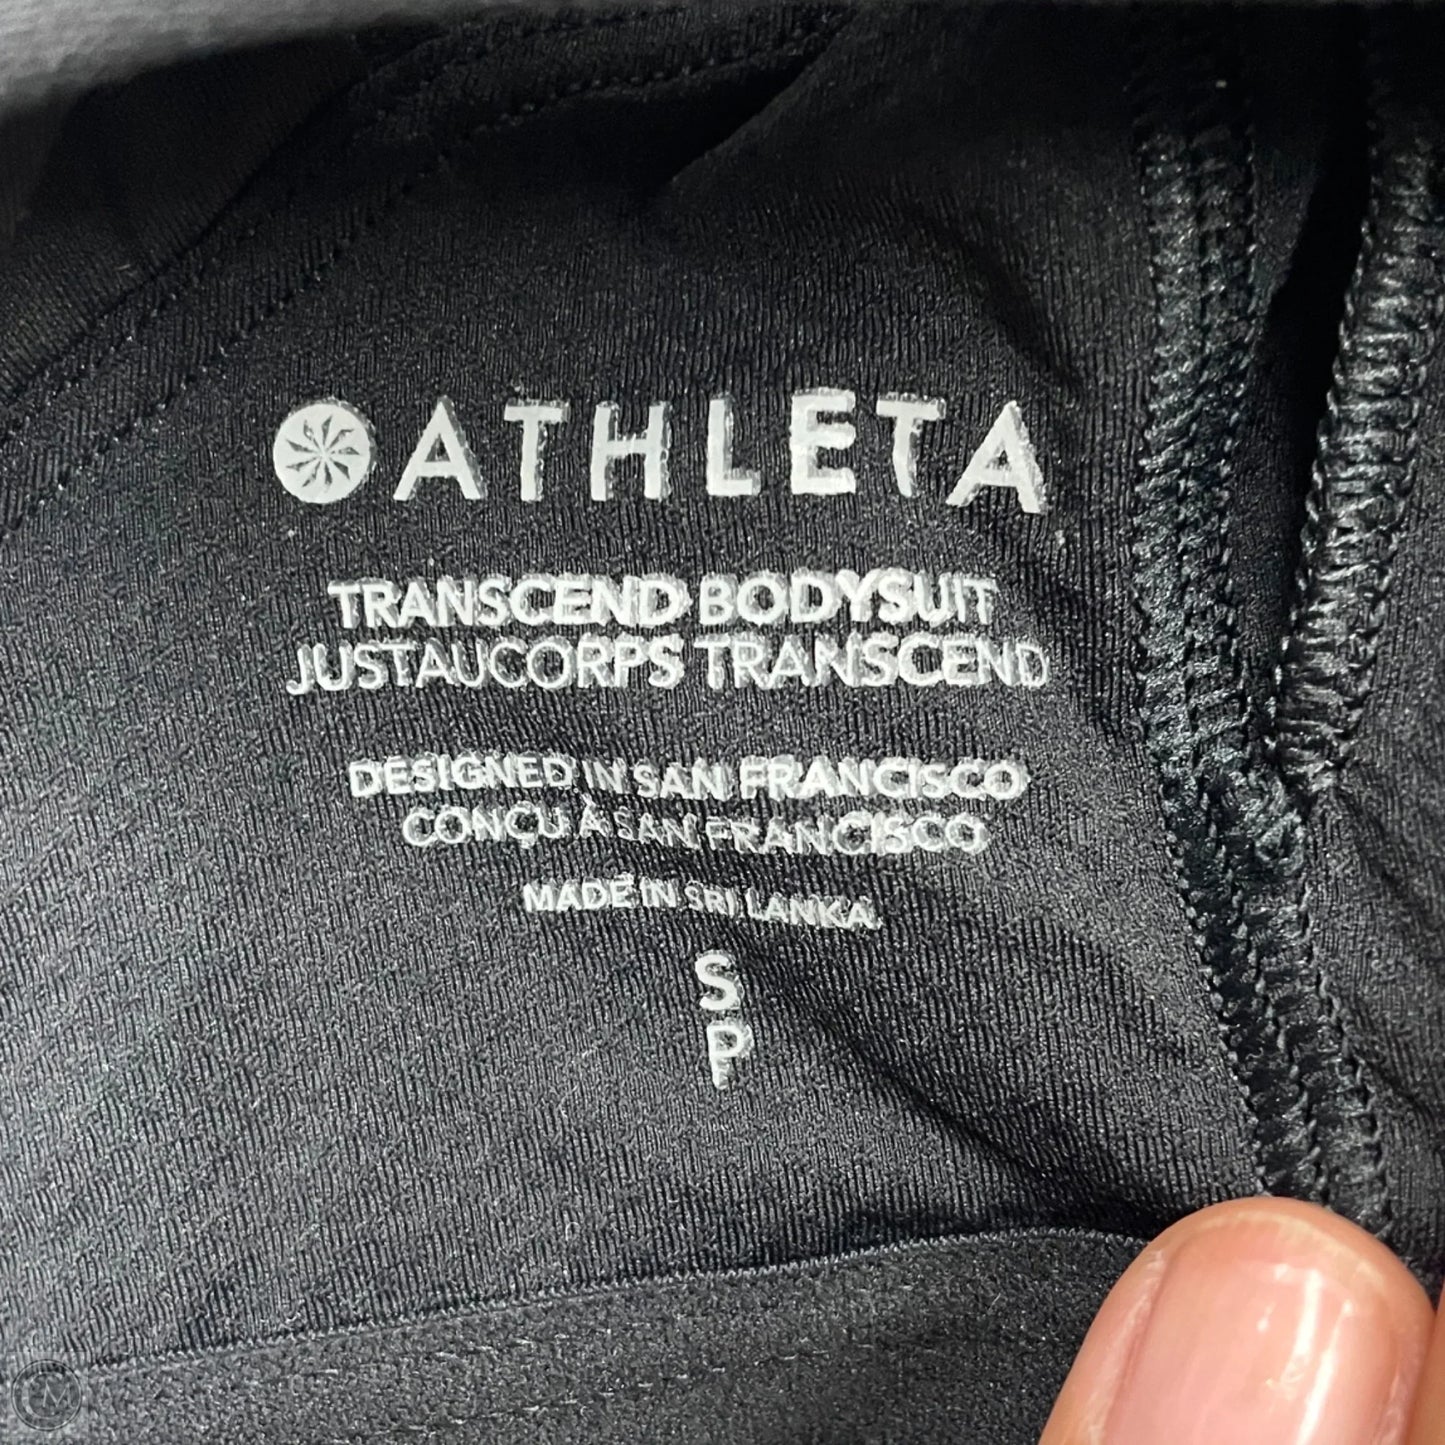 ATHLETA
TRANSCEND BODYSUIT
JUSTAUCORPS TRANSCEND
DESIGNED IN SAN FRANCISCO
CONÇU À SAN FRANCISCO
MADE IN SRI LANKA
S
P